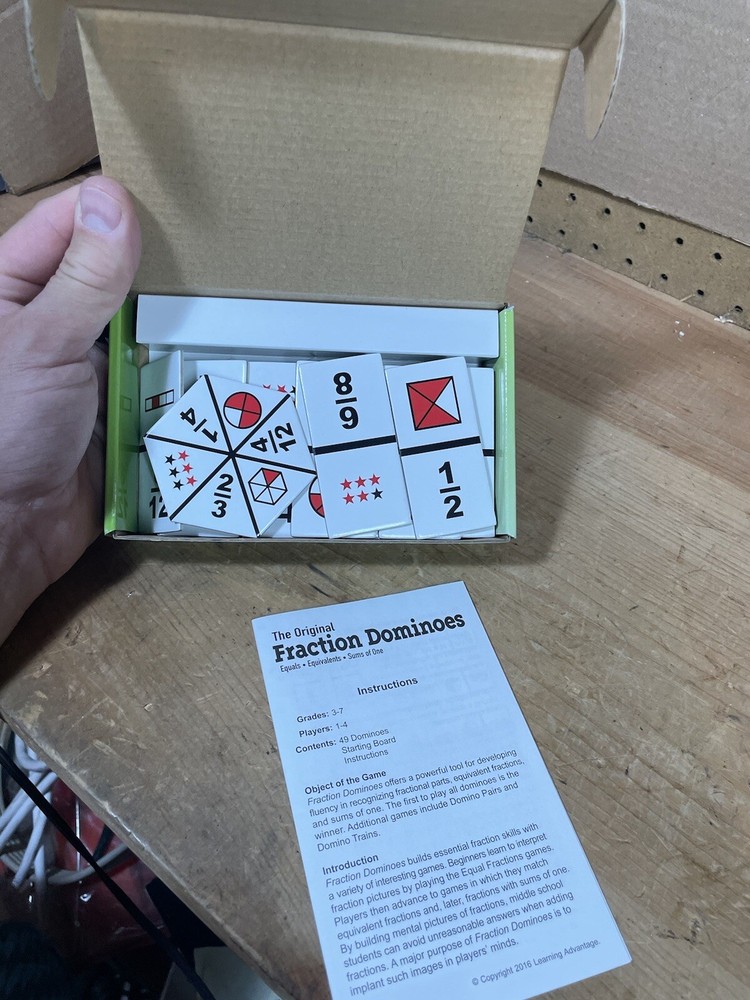 8
9
1
2
1
4
4
12
2
3
12
The Original
Fraction Dominoes
Equals • Equivalents • Sums of One
Instructions
Grades: 3-7
Players: 1-4
Contents: 49 Dominoes
Starting Board
Instructions
Object of the Game
Fraction Dominoes offers a powerful tool for developing
fluency in recognizing fractional parts, equivalent fractions,
and sums of one. The first to play all dominoes is the
winner. Additional games include Domino Pairs and
Domino Trains.
Introduction
Fraction Dominoes builds essential fraction skills with
a variety of interesting games. Beginners learn to interpret
fraction pictures by playing the Equal Fractions games.
Players then advance to games in which they match
equivalent fractions and, later, fractions with sums of one.
By building mental pictures of fractions, middle school
students can avoid unreasonable answers when adding
fractions. A major purpose of Fraction Dominoes is to
implant such images in players' minds.
© Copyright 2016 Learning Advantage.